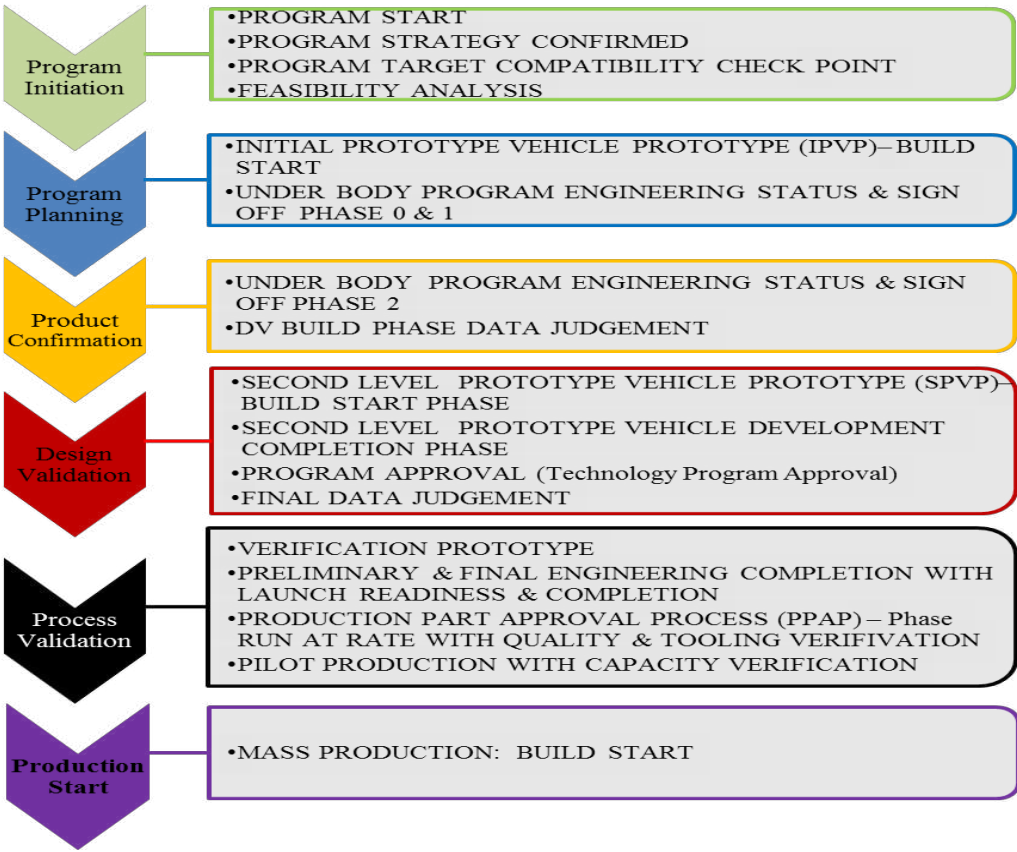 Program
Initiation
•PROGRAM START
•PROGRAM STRATEGY CONFIRMED
•PROGRAM TARGET COMPATIBILITY CHECK POINT
•FEASIBILITY ANALYSIS
Program
Planning
•INITIAL PROTOTYPE VEHICLE PROTOTYPE (IPVP)–BUILD
START
•UNDER BODY PROGRAM ENGINEERING STATUS & SIGN
OFF PHASE 0 & 1
Product
Confirmation
•UNDER BODY PROGRAM ENGINEERING STATUS & SIGN
OFF PHASE 2
•DV BUILD PHASE DATA JUDGEMENT
Design
Validation
•SECOND LEVEL PROTOTYPE VEHICLE PROTOTYPE (SPVP)–
BUILD START PHASE
•SECOND LEVEL PROTOTYPE VEHICLE DEVELOPMENT
COMPLETION PHASE
•PROGRAM APPROVAL (Technology Program Approval)
•FINAL DATA JUDGEMENT
Process
Validation
•VERIFICATION PROTOTYPE
•PRELIMINARY & FINAL ENGINEERING COMPLETION WITH
LAUNCH READINESS & COMPLETION
•PRODUCTION PART APPROVAL PROCESS (PPAP) – Phase
RUN AT RATE WITH QUALITY & TOOLING VERIFIVATION
•PILOT PRODUCTION WITH CAPACITY VERIFICATION
Production
Start
•MASS PRODUCTION: BUILD START